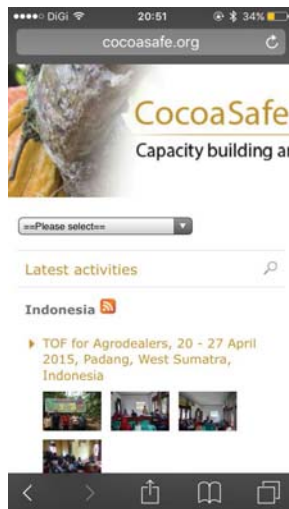 DiGi 20:51 34%
cocoasafe.org
CocoaSafe
Capacity building a
==Please select==
Latest activities
Indonesia
TOF for Agrodealers, 20 - 27 April
2015, Padang, West Sumatra,
Indonesia